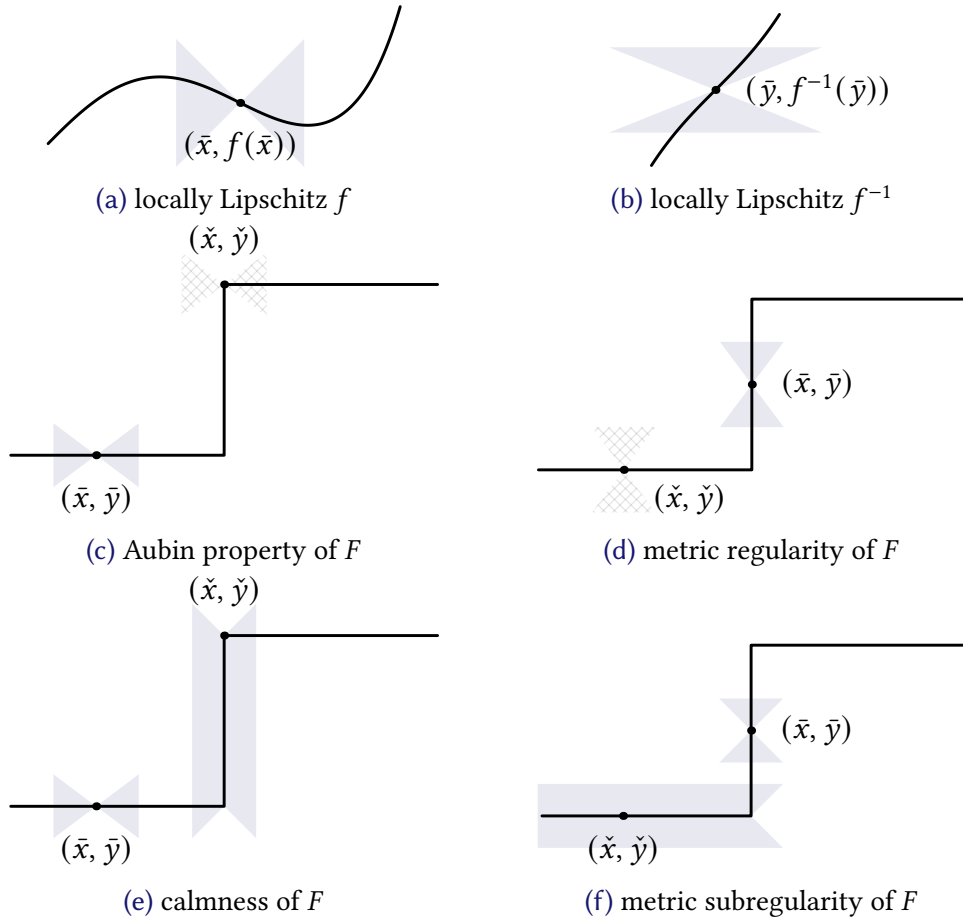 (x̄, f(x̄))
(ȳ, f⁻¹(ȳ))
(a) locally Lipschitz f
(b) locally Lipschitz f⁻¹
(x̌, y̌)
(x̄, ȳ)
(x̄, ȳ)
(x̌, y̌)
(c) Aubin property of F
(d) metric regularity of F
(x̌, y̌)
(x̄, ȳ)
(x̄, ȳ)
(x̌, y̌)
(e) calmness of F
(f) metric subregularity of F